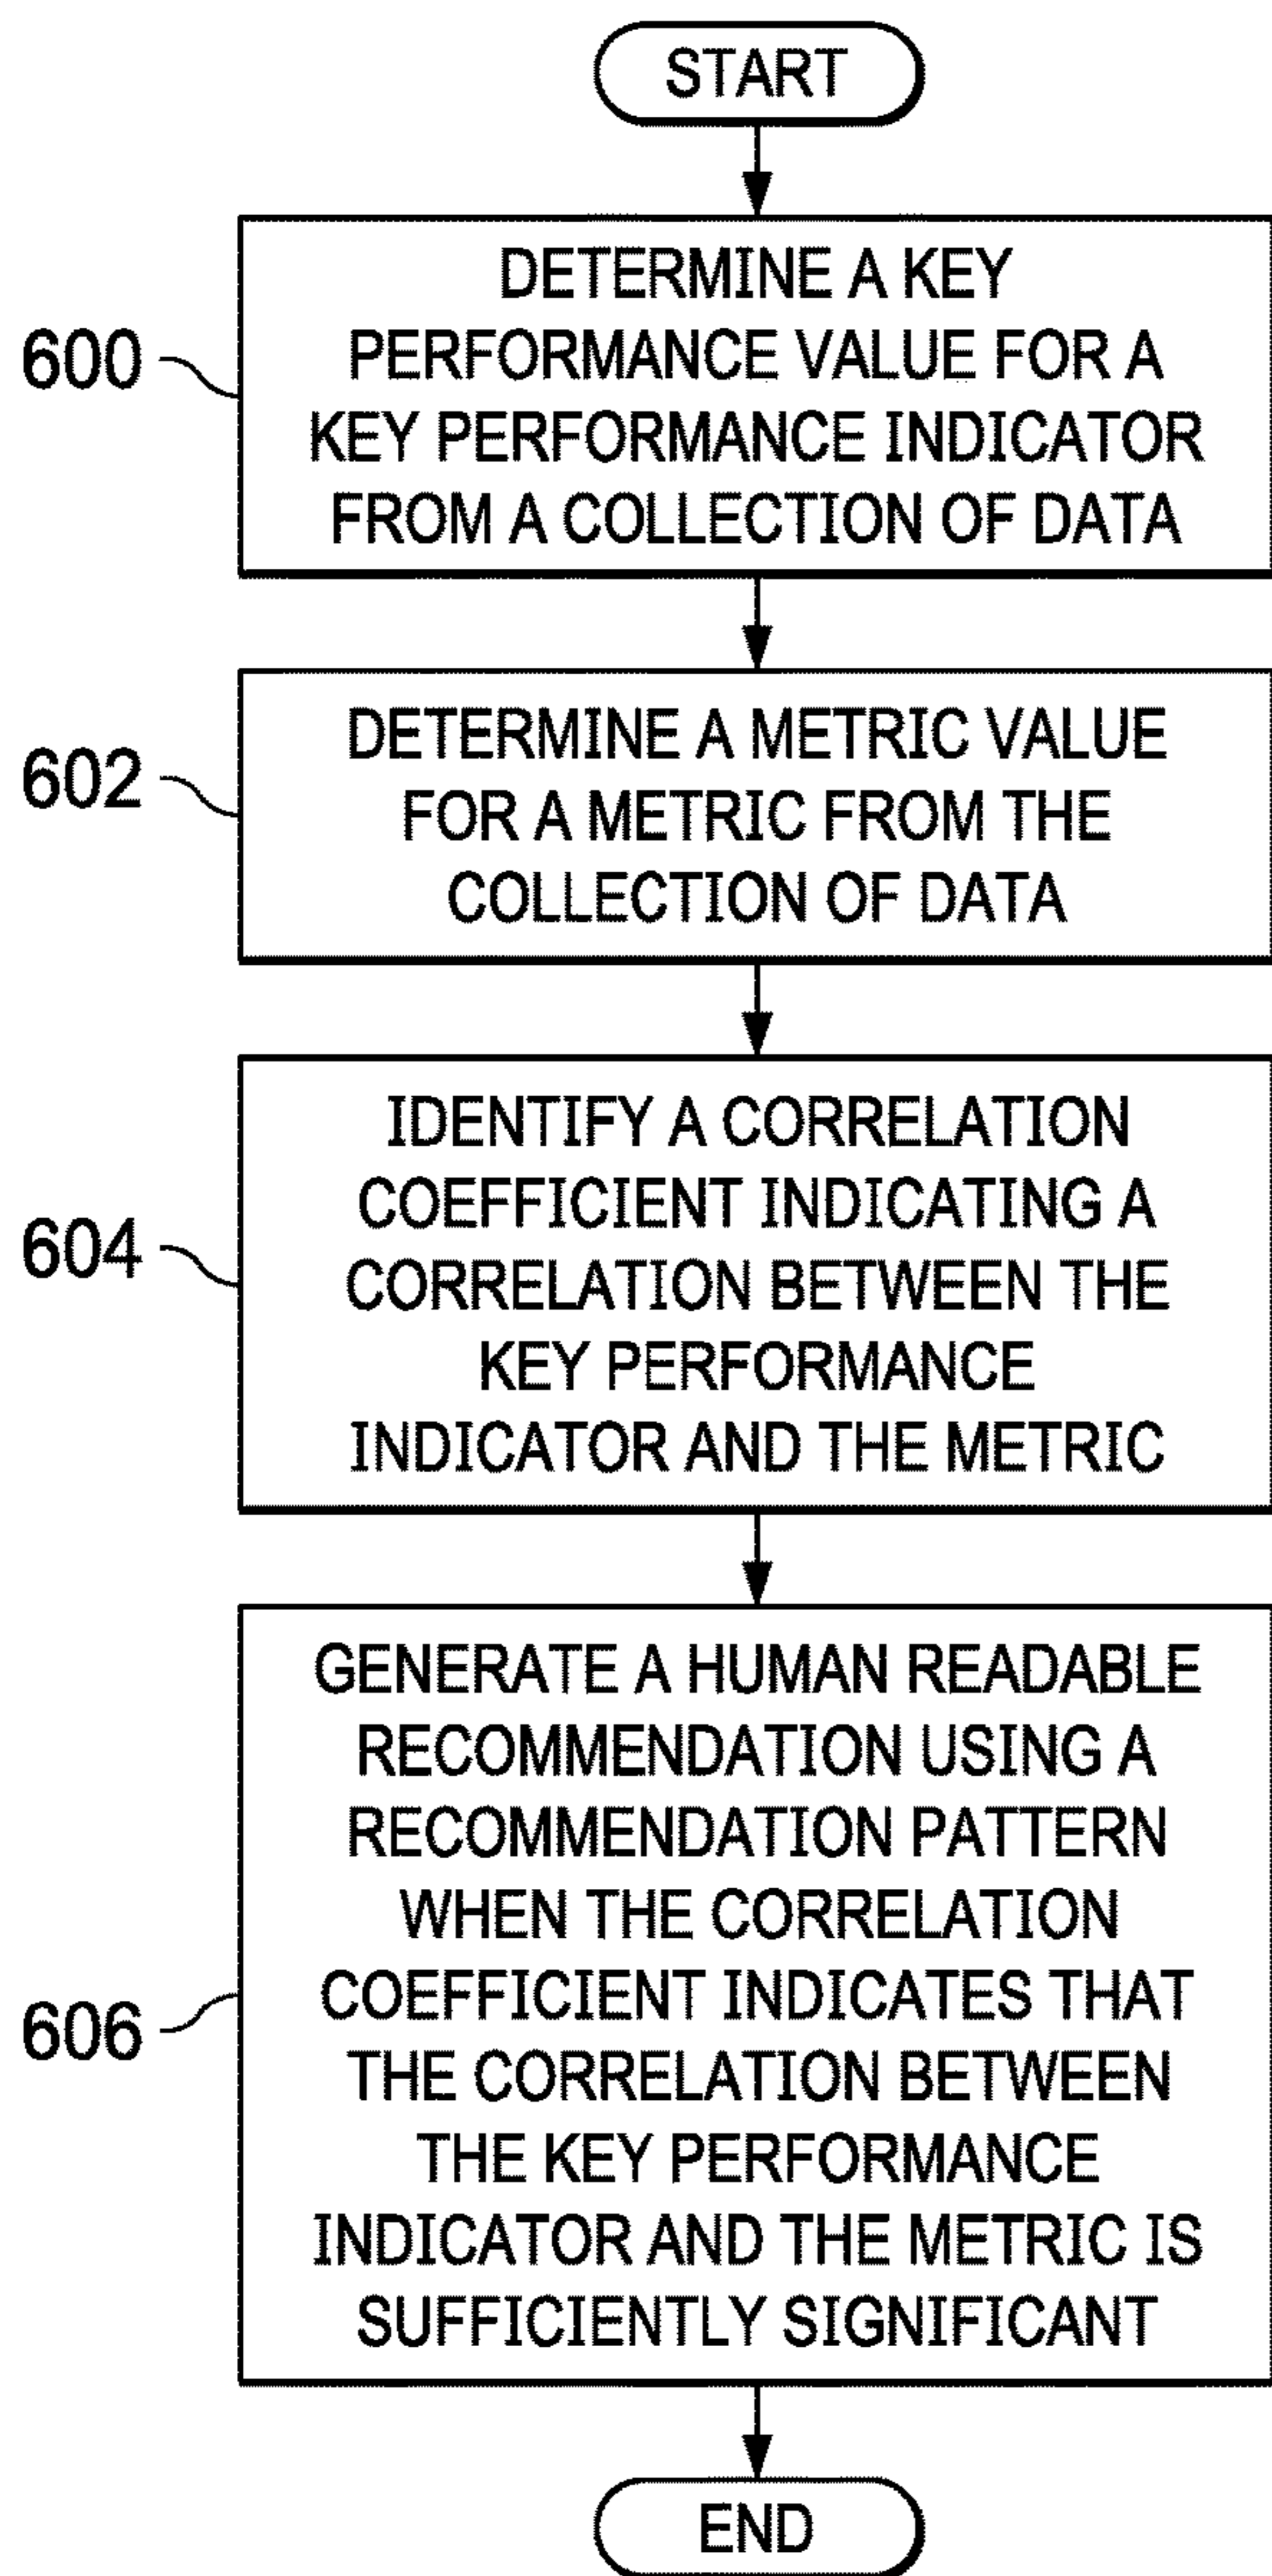 START
600
DETERMINE A KEY
PERFORMANCE VALUE FOR A
KEY PERFORMANCE INDICATOR
FROM A COLLECTION OF DATA
602
DETERMINE A METRIC VALUE
FOR A METRIC FROM THE
COLLECTION OF DATA
604
IDENTIFY A CORRELATION
COEFFICIENT INDICATING A
CORRELATION BETWEEN THE
KEY PERFORMANCE
INDICATOR AND THE METRIC
606
GENERATE A HUMAN READABLE
RECOMMENDATION USING A
RECOMMENDATION PATTERN
WHEN THE CORRELATION
COEFFICIENT INDICATES THAT
THE CORRELATION BETWEEN
THE KEY PERFORMANCE
INDICATOR AND THE METRIC IS
SUFFICIENTLY SIGNIFICANT
END